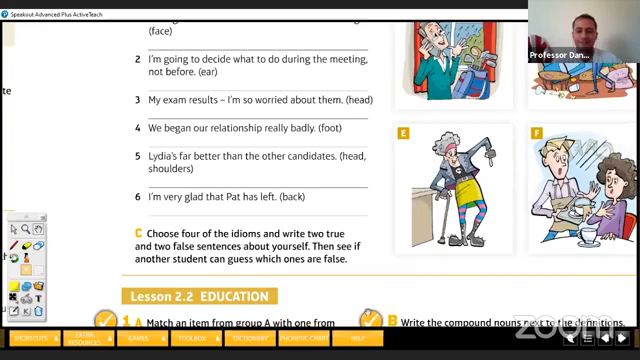 Speakout Advanced Plus ActiveTeach
(face)
2 I'm going to decide what to do during the meeting,
not before. (ear)
3 My exam results – I'm so worried about them. (head)
4 We began our relationship really badly. (foot)
5 Lydia's far better than the other candidates. (head,
shoulders)
6 I'm very glad that Pat has left. (back)
C Choose four of the idioms and write two true
and two false sentences about yourself. Then see if
another student can guess which ones are false.
Lesson 2.2 EDUCATION
1 A Match an item from group A with one from
B Write the compound nouns next to the definitions.
E
F
Professor Dan...
SHORTCUTS
EXTRA RESOURCES
GAMES
TOOLBOX
DICTIONARY
PHONETIC CHART
HELP
zoom